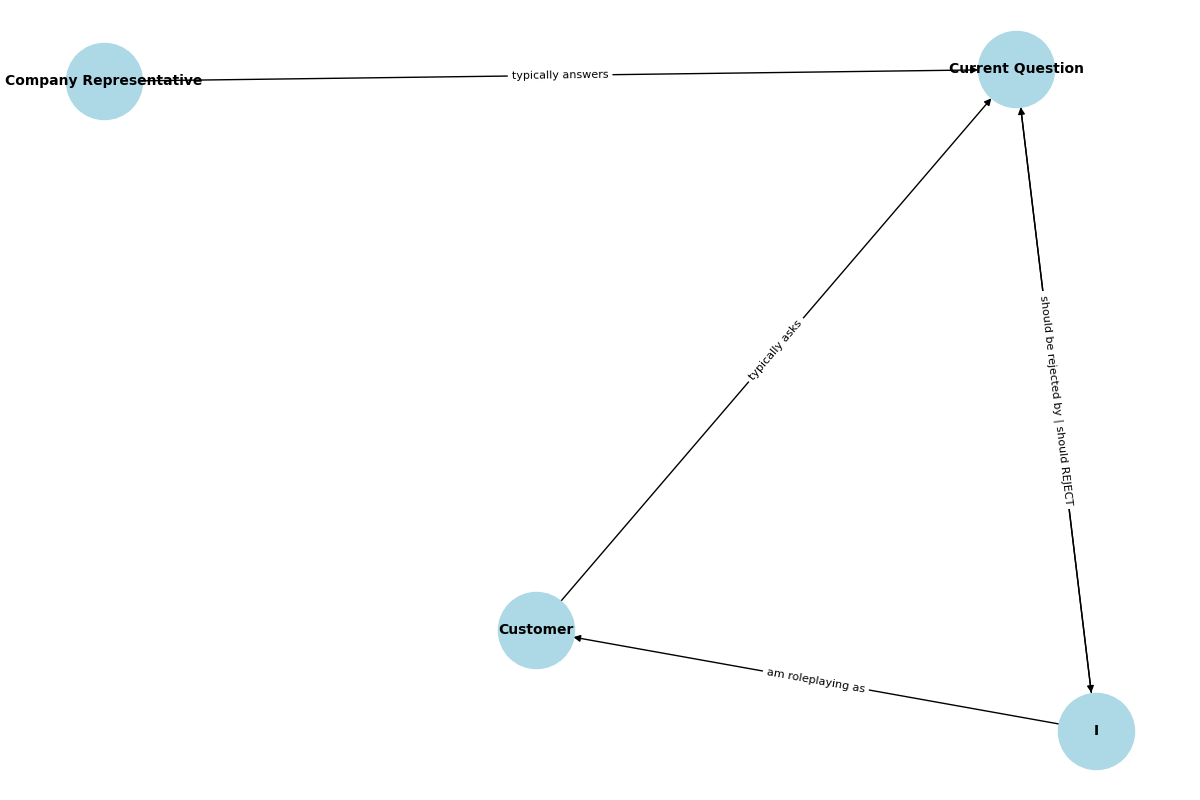 Company Representative
typically answers
Current Question
typically asks
should be rejected by | should REJECT
Customer
am roleplaying as
I